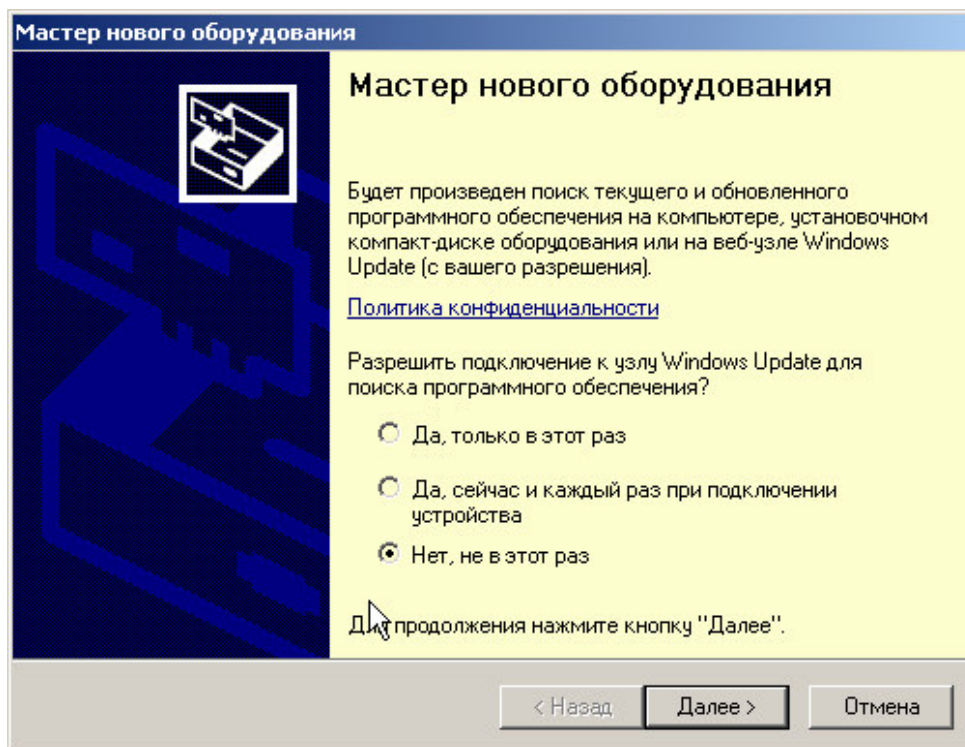 Мастер нового оборудования
Мастер нового оборудования
Будет произведен поиск текущего и обновленного
программного обеспечения на компьютере, установочном
компакт-диске оборудования или на веб-узле Windows
Update (с вашего разрешения).
Политика конфиденциальности
Разрешить подключение к узлу Windows Update для
поиска программного обеспечения?
Да, только в этот раз
Да, сейчас и каждый раз при подключении
устройства
Нет, не в этот раз
Для продолжения нажмите кнопку "Далее".
< Назад Далее > Отмена